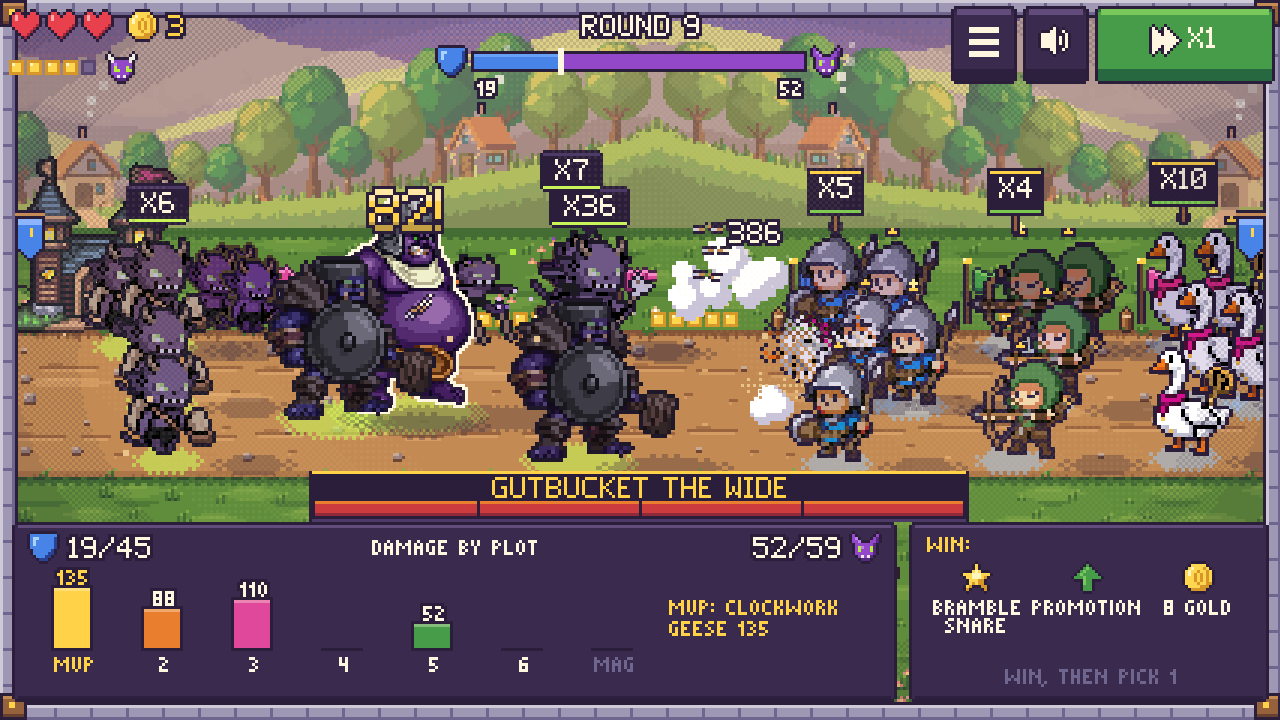 3
ROUND 9
X1
19
52
X6
821
X7
X36
386
X5
X4
X10
GUTBUCKET THE WIDE
19/45
DAMAGE BY PLOT
52/59
WIN:
135
88
110
52
MVP: CLOCKWORK
GEESE 135
MVP
2
3
4
5
6
MAG
BRAMBLE
SNARE
PROMOTION
8 GOLD
WIN, THEN PICK 1